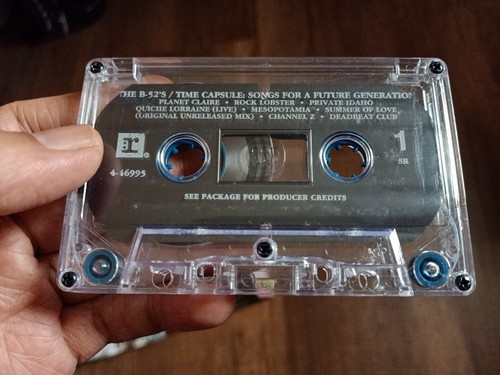 THE B-52'S / TIME CAPSULE: SONGS FOR A FUTURE GENERATION
PLANET CLAIRE • ROCK LOBSTER • PRIVATE IDAHO
QUICHE LORRAINE (LIVE) • MESOPOTAMIA • SUMMER OF LOVE
(ORIGINAL UNRELEASED MIX) • CHANNEL Z • DEADBEAT CLUB
1
SR
4-46995
SEE PACKAGE FOR PRODUCER CREDITS